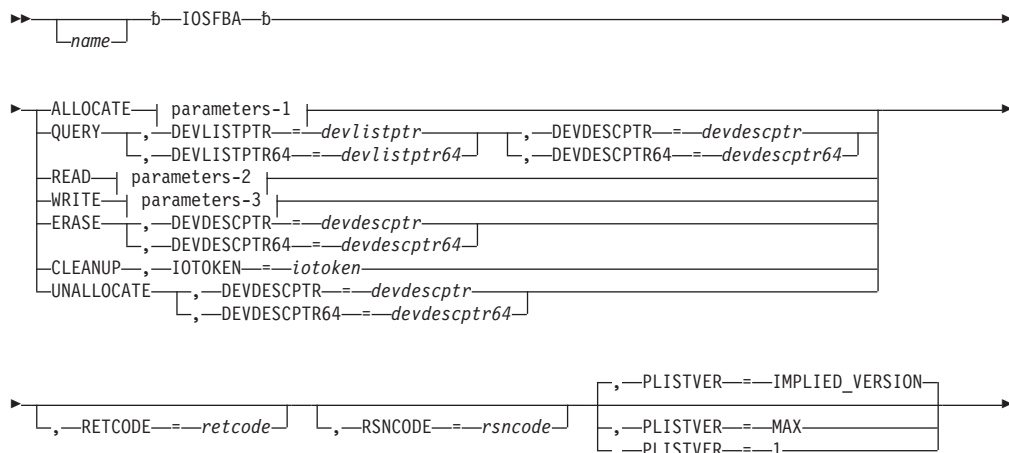 name ƀ IOSFBA ƀ
ALLOCATE parameters-1
QUERY , DEVLISTPTR = devlistptr , DEVDESCPTR = devdescptr
, DEVLISTPTR64 = devlistptr64 , DEVDESCPTR64 = devdescptr64
READ parameters-2
WRITE parameters-3
ERASE , DEVDESCPTR = devdescptr
, DEVDESCPTR64 = devdescptr64
CLEANUP , IOTOKEN = iotoken
UNALLOCATE , DEVDESCPTR = devdescptr
, DEVDESCPTR64 = devdescptr64
, PLISTVER = IMPLIED_VERSION
, RETCODE = retcode , RSNCODE = rsncode , PLISTVER = MAX
, PLISTVER = 1